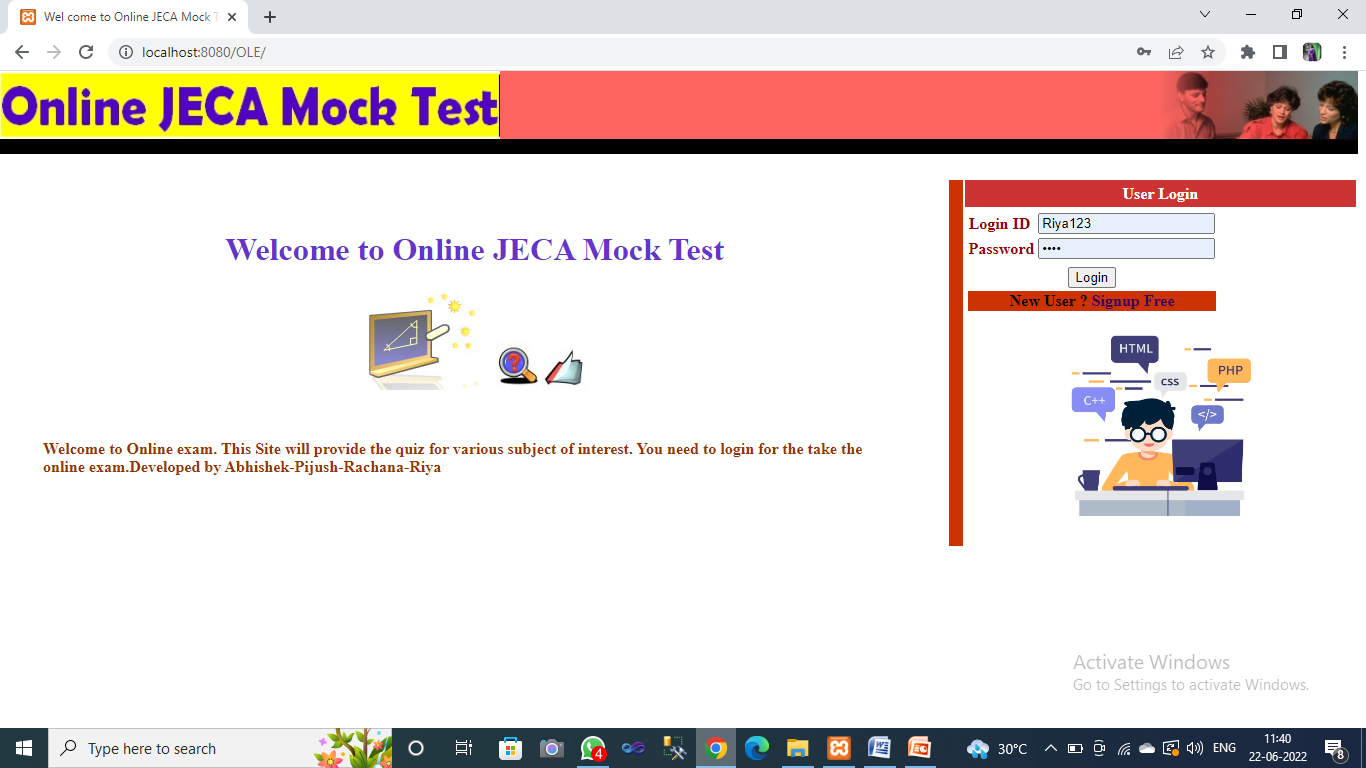 Wel come to Online JECA Mock T
localhost:8080/OLE/
Online JECA Mock Test
User Login
Login ID Riya123
Password ••••
Login
New User ? Signup Free
Welcome to Online JECA Mock Test
?
HTML
PHP
CSS
C++
</>
Welcome to Online exam. This Site will provide the quiz for various subject of interest. You need to login for the take the
online exam.Developed by Abhishek-Pijush-Rachana-Riya
Activate Windows
Go to Settings to activate Windows.
Type here to search
4
30°C
ENG
11:40
22-06-2022
8